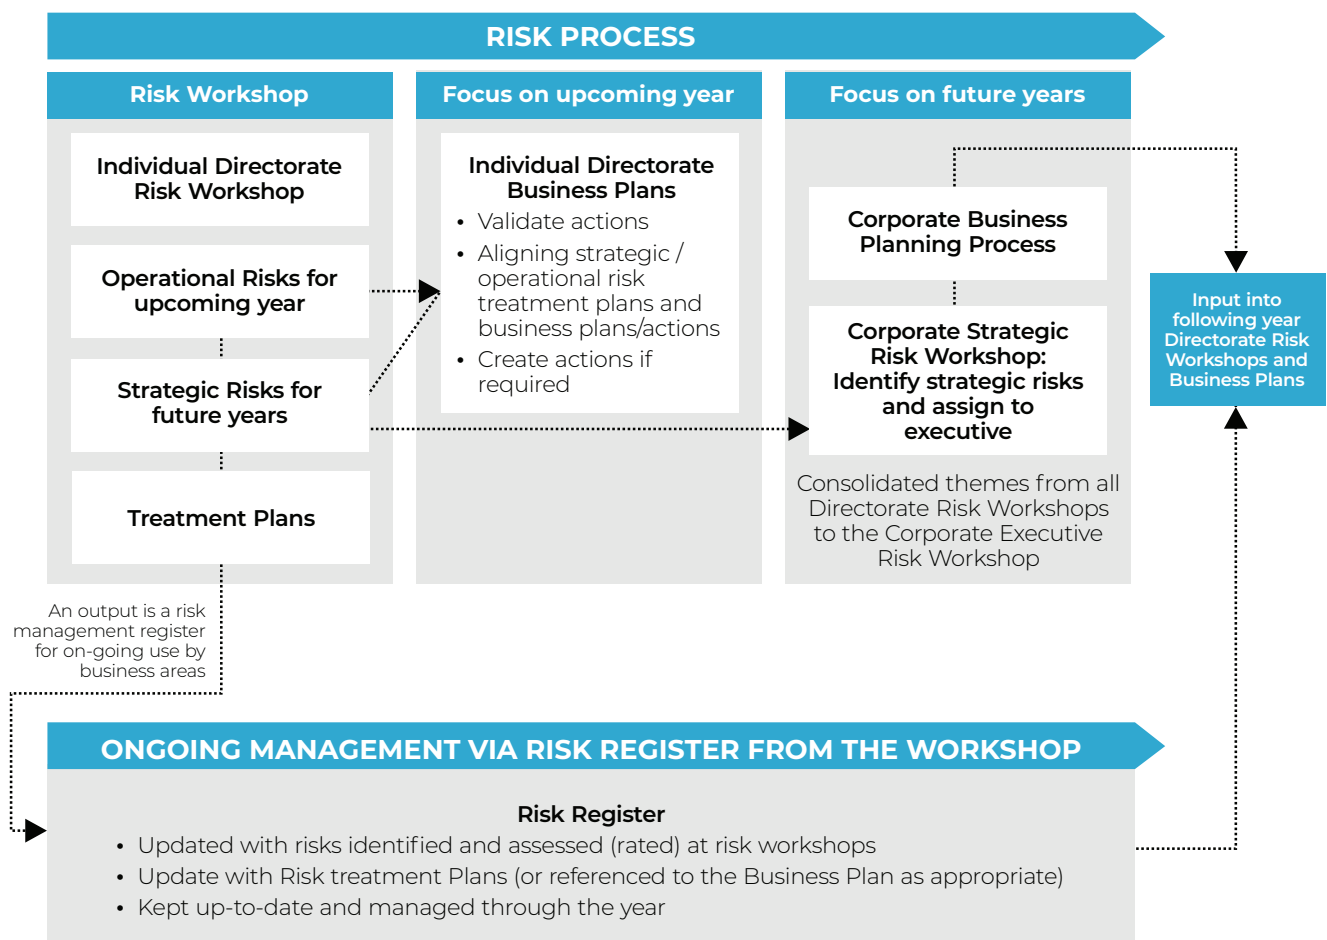 RISK PROCESS
Risk Workshop
Individual Directorate
Risk Workshop
Operational Risks for
upcoming year
Strategic Risks for
future years
Treatment Plans
An output is a risk
management register
for on-going use by
business areas
Focus on upcoming year
Individual Directorate
Business Plans
• Validate actions
• Aligning strategic /
operational risk
treatment plans and
business plans/actions
• Create actions if
required
Focus on future years
Corporate Business
Planning Process
Corporate Strategic
Risk Workshop:
Identify strategic risks
and assign to
executive
Consolidated themes from all
Directorate Risk Workshops
to the Corporate Executive
Risk Workshop
Input into
following year
Directorate Risk
Workshops and
Business Plans
ONGOING MANAGEMENT VIA RISK REGISTER FROM THE WORKSHOP
Risk Register
• Updated with risks identified and assessed (rated) at risk workshops
• Update with Risk treatment Plans (or referenced to the Business Plan as appropriate)
• Kept up-to-date and managed through the year